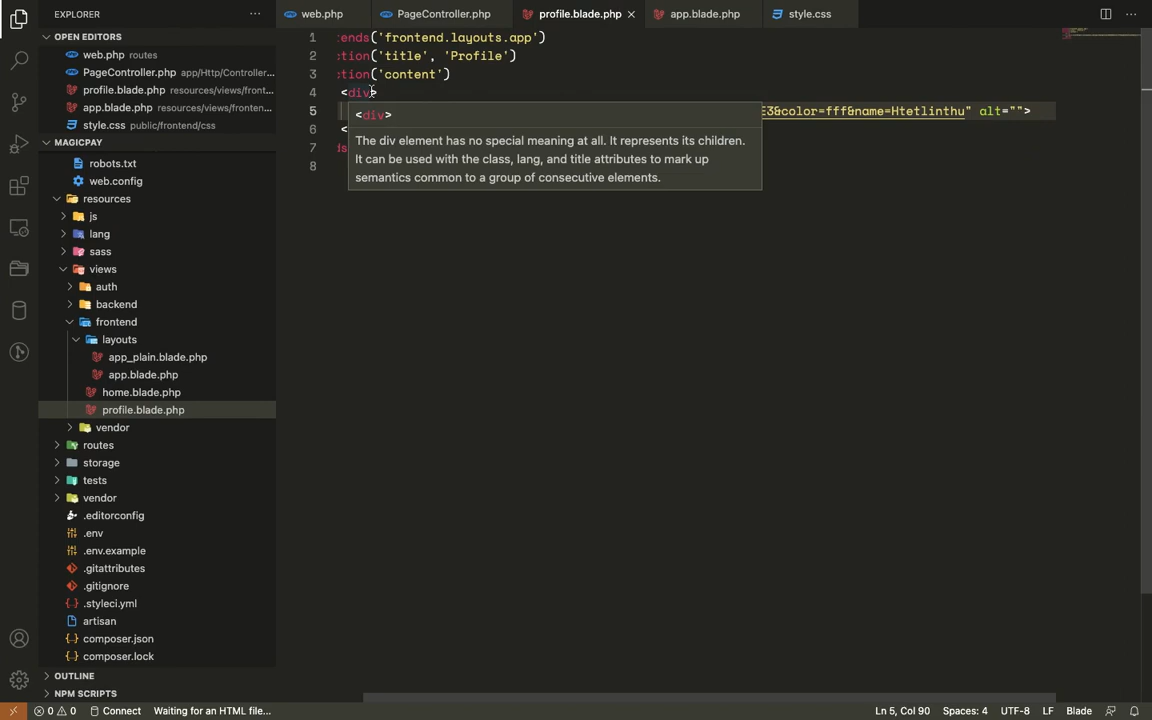 EXPLORER
OPEN EDITORS
web.php routes
PageController.php app/Http/Controller...
profile.blade.php resources/views/front...
app.blade.php resources/views/fronten...
style.css public/frontend/css
MAGICPAY
robots.txt
web.config
resources
js
lang
sass
views
auth
backend
frontend
layouts
app_plain.blade.php
app.blade.php
home.blade.php
profile.blade.php
vendor
routes
storage
tests
vendor
.editorconfig
.env
.env.example
.gitattributes
.gitignore
.styleci.yml
artisan
composer.json
composer.lock
OUTLINE
NPM SCRIPTS
web.php PageController.php profile.blade.php app.blade.php style.css
1 tends('frontend.layouts.app')
2 ction('title', 'Profile')
3 ction('content')
4 <div>
5 E3&color=fff&name=Htetlinthu" alt="">
6 <
7 ds
8
<div>
The div element has no special meaning at all. It represents its children.
It can be used with the class, lang, and title attributes to mark up
semantics common to a group of consecutive elements.
0 0 Connect Waiting for an HTML file... Ln 5, Col 90 Spaces: 4 UTF-8 LF Blade